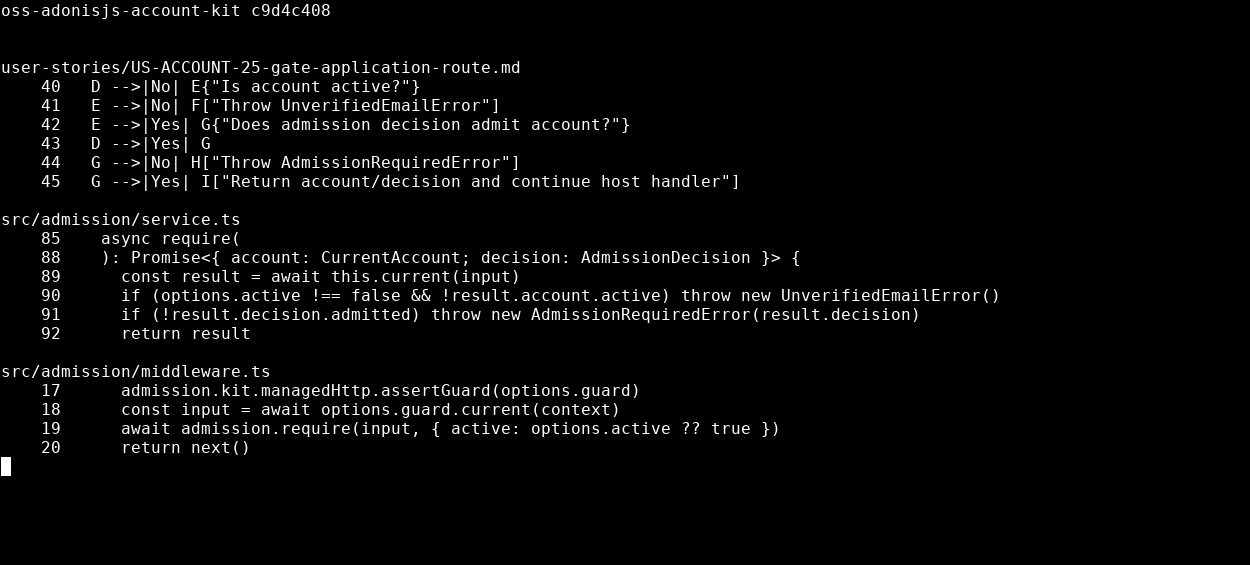 oss-adonisjs-account-kit c9d4c408
user-stories/US-ACCOUNT-25-gate-application-route.md
40   D -->|No| E{"Is account active?"}
41   E -->|No| F["Throw UnverifiedEmailError"]
42   E -->|Yes| G{"Does admission decision admit account?"}
43   D -->|Yes| G
44   G -->|No| H["Throw AdmissionRequiredError"]
45   G -->|Yes| I["Return account/decision and continue host handler"]
src/admission/service.ts
85    async require(
88    ): Promise<{ account: CurrentAccount; decision: AdmissionDecision }> {
89      const result = await this.current(input)
90      if (options.active !== false && !result.account.active) throw new UnverifiedEmailError()
91      if (!result.decision.admitted) throw new AdmissionRequiredError(result.decision)
92      return result
src/admission/middleware.ts
17      admission.kit.managedHttp.assertGuard(options.guard)
18      const input = await options.guard.current(context)
19      await admission.require(input, { active: options.active ?? true })
20      return next()